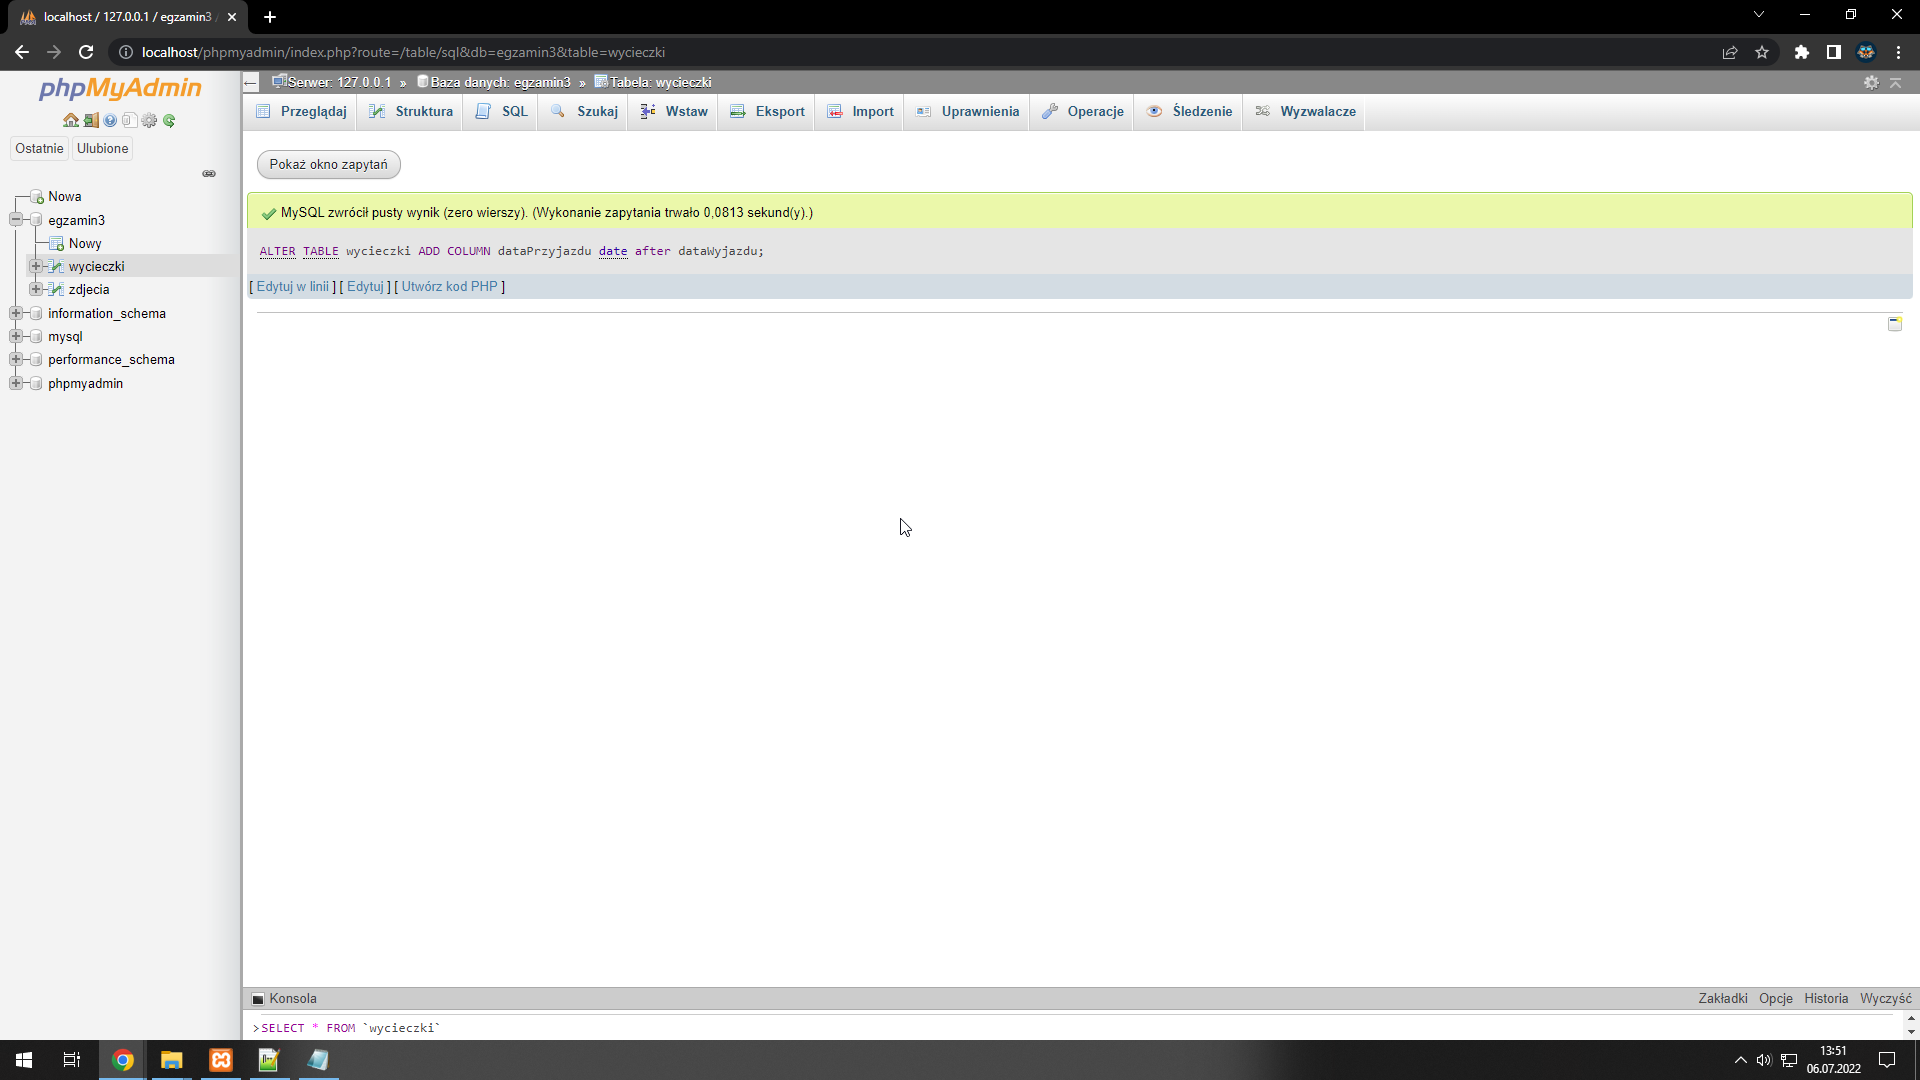 localhost / 127.0.0.1 / egzamin3 /
localhost/phpmyadmin/index.php?route=/table/sql&db=egzamin3&table=wycieczki
phpMyAdmin
Ostatnie Ulubione
Nowa
egzamin3
Nowy
wycieczki
zdjecia
information_schema
mysql
performance_schema
phpmyadmin
Serwer: 127.0.0.1 » Baza danych: egzamin3 » Tabela: wycieczki
Przeglądaj Struktura SQL Szukaj Wstaw Eksport Import Uprawnienia Operacje Śledzenie Wyzwalacze
Pokaż okno zapytań
MySQL zwrócił pusty wynik (zero wierszy). (Wykonanie zapytania trwało 0,0813 sekund(y).)
ALTER TABLE wycieczki ADD COLUMN dataPrzyjazdu date after dataWyjazdu;
[ Edytuj w linii ] [ Edytuj ] [ Utwórz kod PHP ]
Konsola Zakładki Opcje Historia Wyczyść
>SELECT * FROM `wycieczki`
13:51
06.07.2022